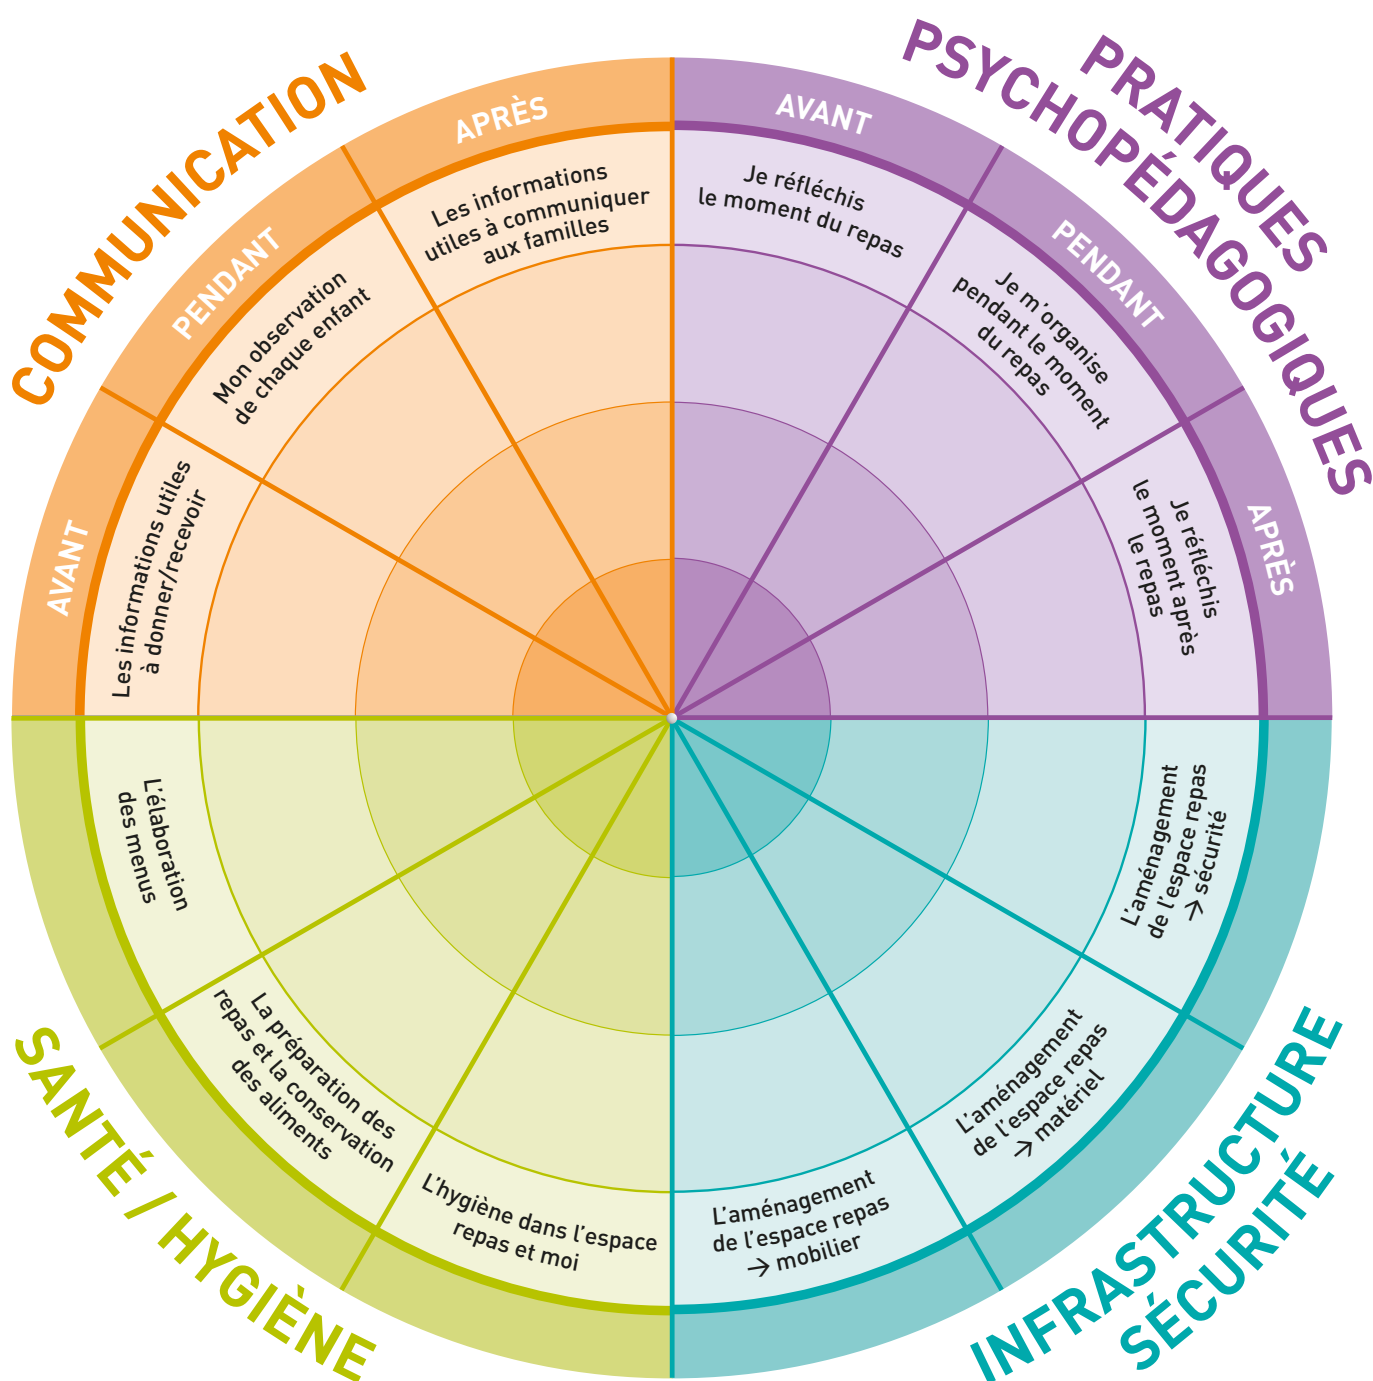 COMMUNICATION
AVANT
Les informations utiles
à donner/recevoir
PENDANT
Mon observation
de chaque enfant
APRÈS
Les informations
utiles à communiquer
aux familles
PRATIQUES
PSYCHOPÉDAGOGIQUES
AVANT
Je réfléchis
le moment du repas
PENDANT
Je m'organise
pendant le moment
du repas
APRÈS
Je réfléchis
le moment après
le repas
INFRASTRUCTURE
SÉCURITÈ
L'aménagement
de l'espace repas
→ sécurité
L'aménagement
de l'espace repas
→ matériel
L'aménagement
de l'espace repas
→ mobilier
SANTÉ / HYGIÈNE
L'hygiène dans l'espace
repas et moi
La préparation des
repas et la conservation
des aliments
L'élaboration
des menus